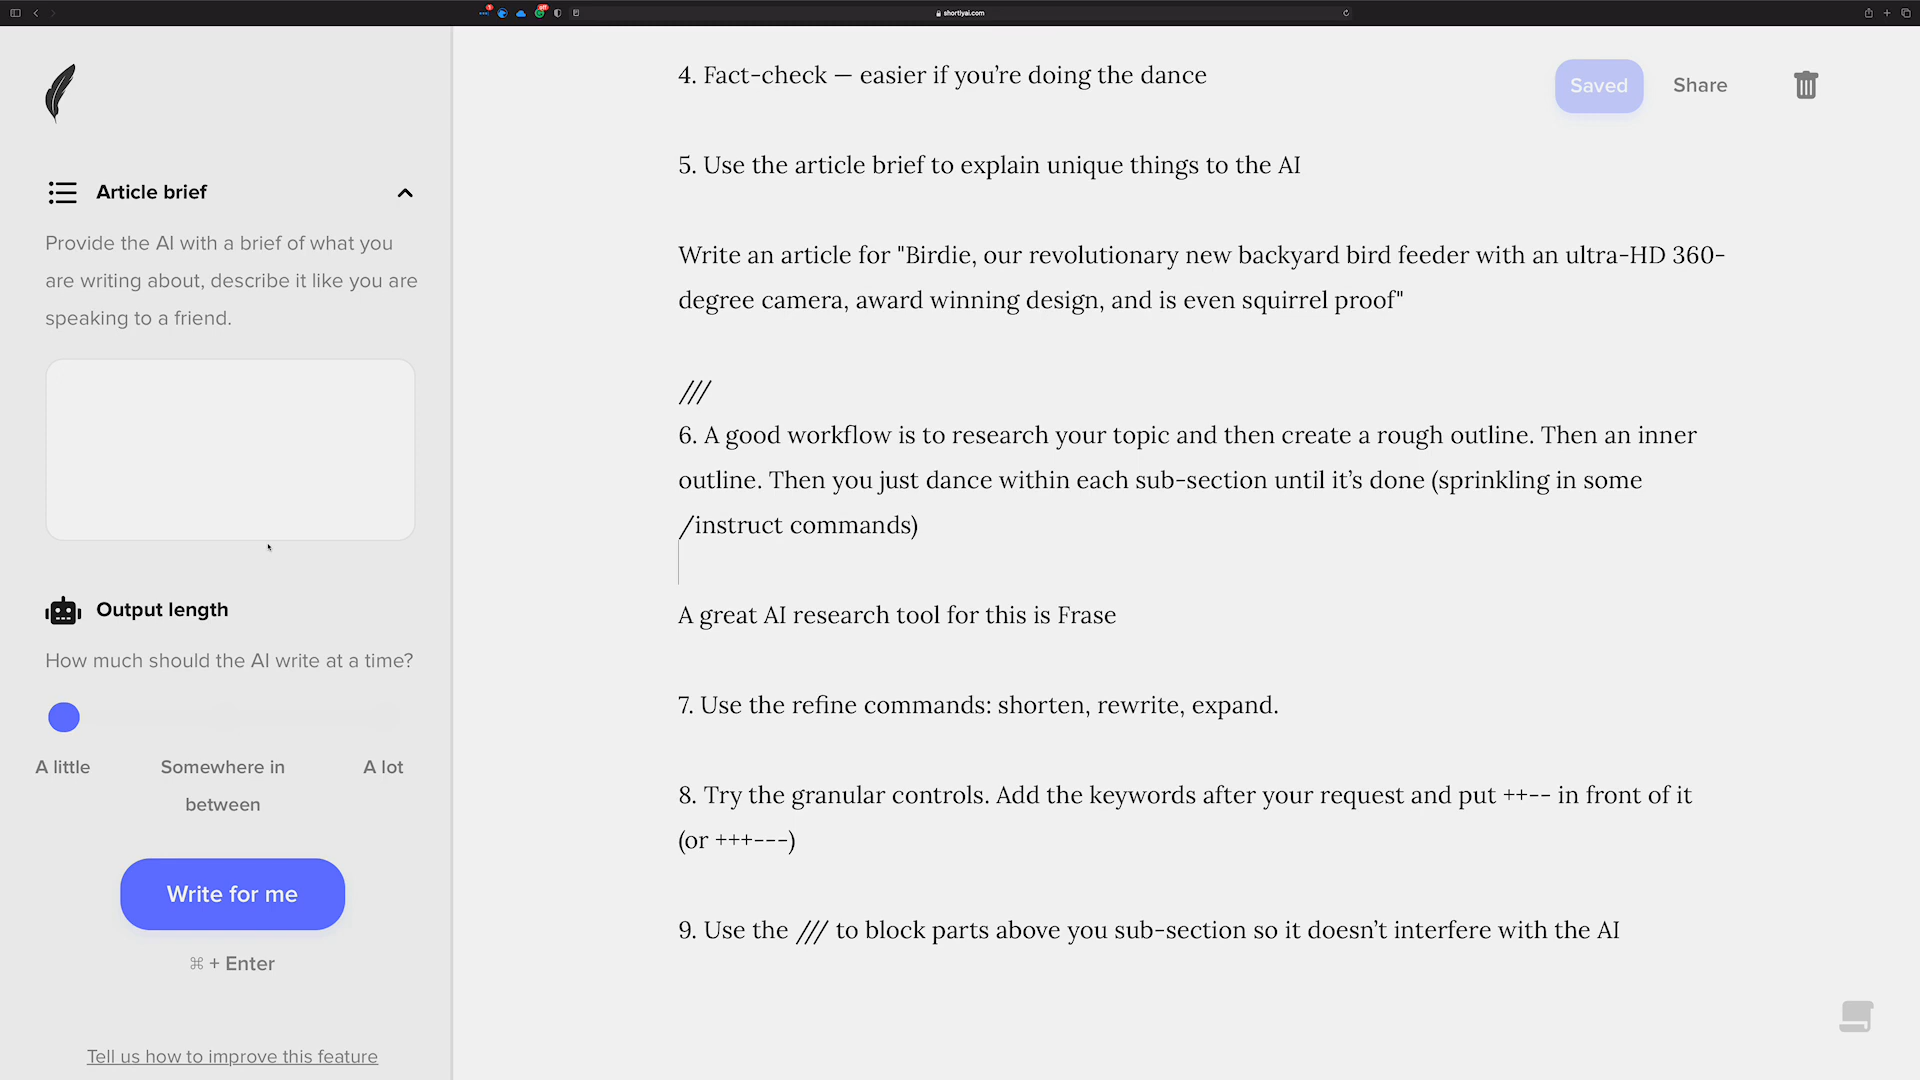 shortlyai.com
4. Fact-check — easier if you're doing the dance
Saved
Share
5. Use the article brief to explain unique things to the AI
Article brief
Provide the AI with a brief of what you
are writing about, describe it like you are
speaking to a friend.
Write an article for "Birdie, our revolutionary new backyard bird feeder with an ultra-HD 360-
degree camera, award winning design, and is even squirrel proof"
///
6. A good workflow is to research your topic and then create a rough outline. Then an inner
outline. Then you just dance within each sub-section until it's done (sprinkling in some
/instruct commands)
A great AI research tool for this is Frase
7. Use the refine commands: shorten, rewrite, expand.
8. Try the granular controls. Add the keywords after your request and put ++-- in front of it
(or +++---)
9. Use the /// to block parts above you sub-section so it doesn't interfere with the AI
Output length
How much should the AI write at a time?
A little
Somewhere in
between
A lot
Write for me
⌘ + Enter
Tell us how to improve this feature